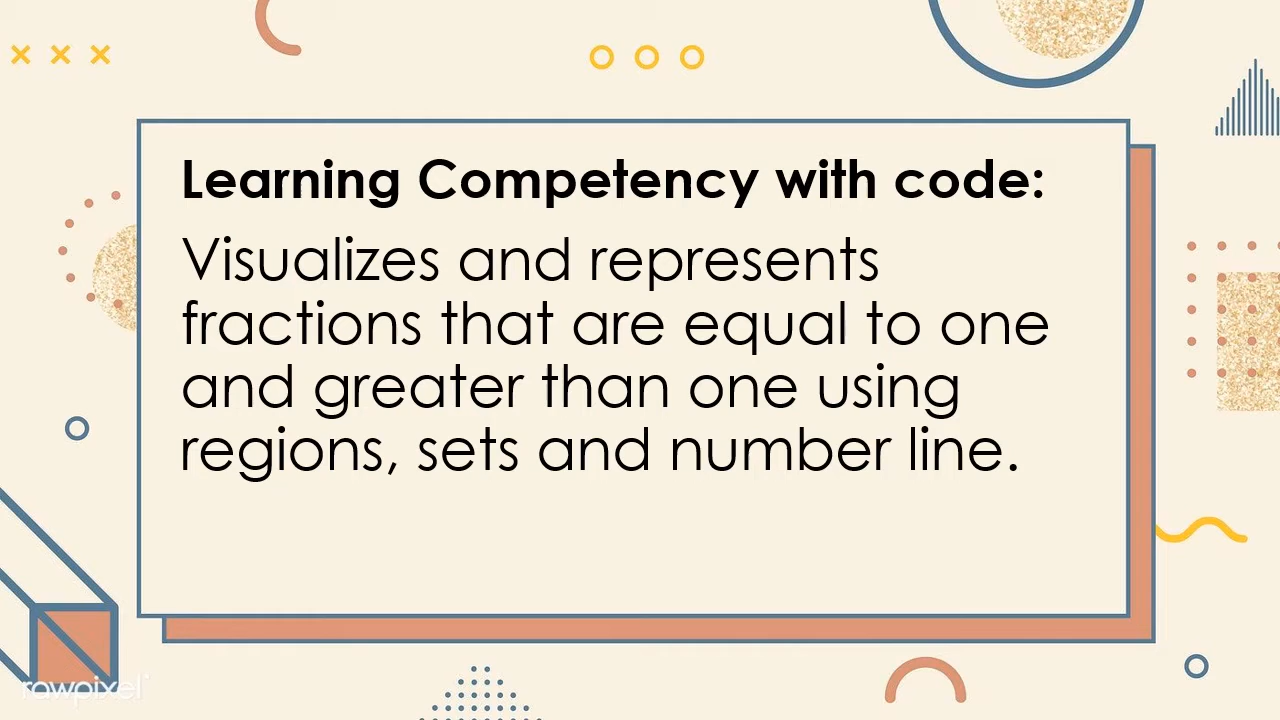 Learning Competency with code:
Visualizes and represents
fractions that are equal to one
and greater than one using
regions, sets and number line.
rawpixel